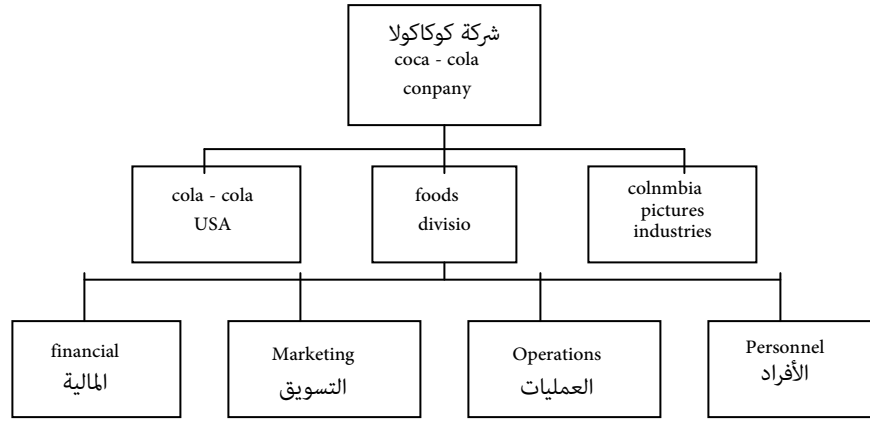 شركة كوكاكولا
coca - cola
conpany
cola - cola
USA
foods
divisio
colnmbia
pictures
industries
financial
المالية
Marketing
التسويق
Operations
العمليات
Personnel
الأفراد